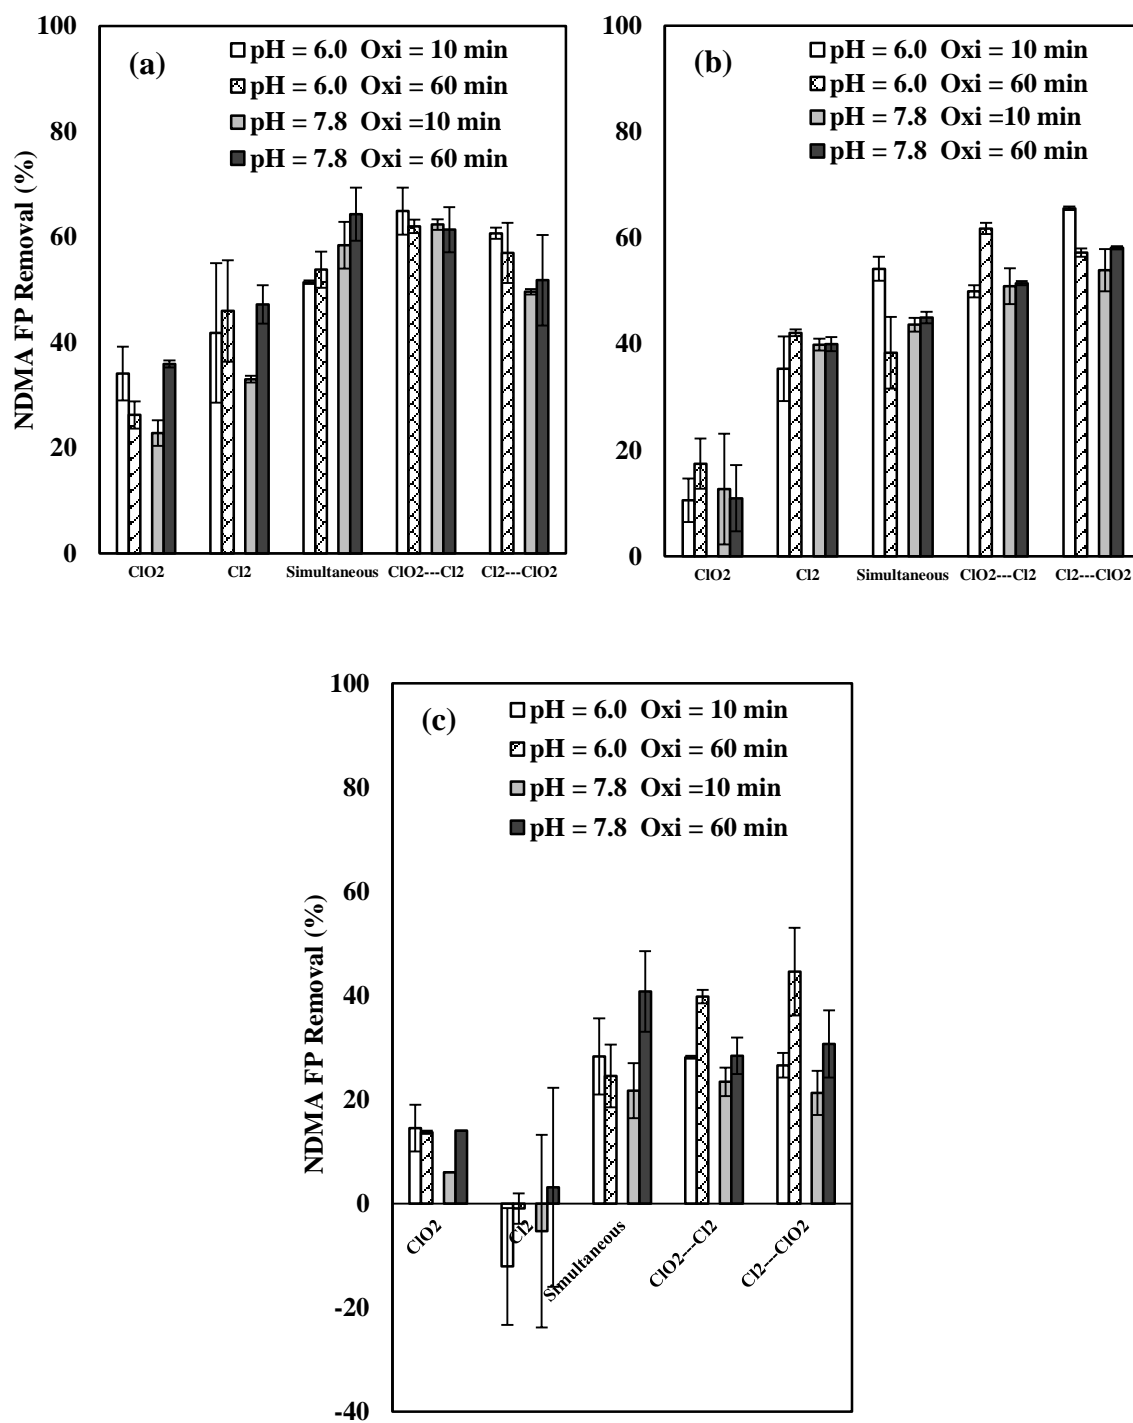 100
80
60
40
20
0
NDMA FP Removal (%)
(a)
pH = 6.0 Oxi = 10 min
pH = 6.0 Oxi = 60 min
pH = 7.8 Oxi =10 min
pH = 7.8 Oxi = 60 min
ClO2 Cl2 Simultaneous ClO2---Cl2 Cl2---ClO2
100
80
60
40
20
0
(b)
pH = 6.0 Oxi = 10 min
pH = 6.0 Oxi = 60 min
pH = 7.8 Oxi =10 min
pH = 7.8 Oxi = 60 min
ClO2 Cl2 Simultaneous ClO2---Cl2 Cl2---ClO2
100
80
60
40
20
0
-20
-40
NDMA FP Removal (%)
(c)
pH = 6.0 Oxi = 10 min
pH = 6.0 Oxi = 60 min
pH = 7.8 Oxi =10 min
pH = 7.8 Oxi = 60 min
ClO2
Cl2
Simultaneous
ClO2---Cl2
Cl2---ClO2